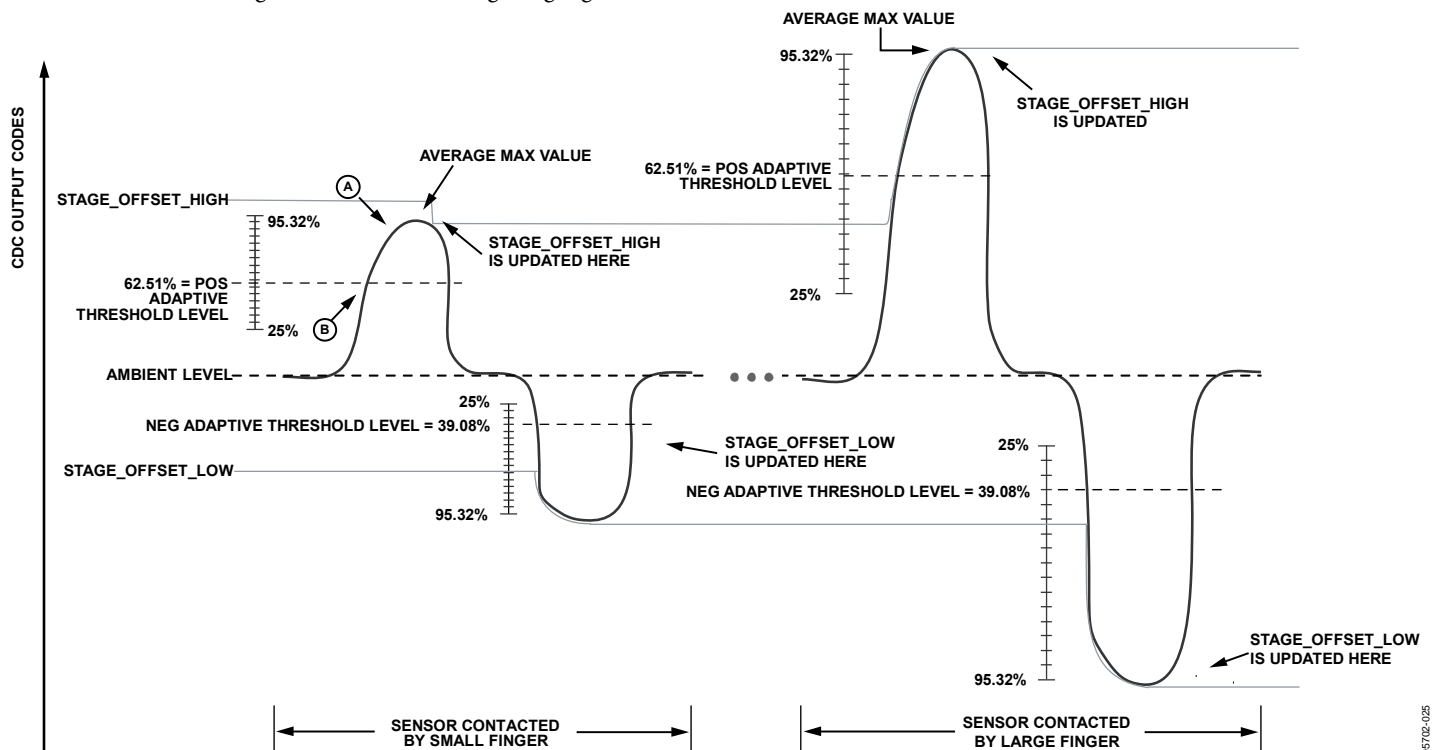 AVERAGE MAX VALUE
95.32%
STAGE_OFFSET_HIGH
IS UPDATED
62.51% = POS ADAPTIVE
THRESHOLD LEVEL
25%
CDC OUTPUT CODES
AVERAGE MAX VALUE
A
STAGE_OFFSET_HIGH
95.32%
STAGE_OFFSET_HIGH
IS UPDATED HERE
62.51% = POS
ADAPTIVE
THRESHOLD LEVEL
25%
B
AMBIENT LEVEL
25%
NEG ADAPTIVE THRESHOLD LEVEL = 39.08%
STAGE_OFFSET_LOW
IS UPDATED HERE
STAGE_OFFSET_LOW
95.32%
25%
NEG ADAPTIVE THRESHOLD LEVEL = 39.08%
95.32%
STAGE_OFFSET_LOW
IS UPDATED HERE
SENSOR CONTACTED
BY SMALL FINGER
SENSOR CONTACTED
BY LARGE FINGER
5702-025